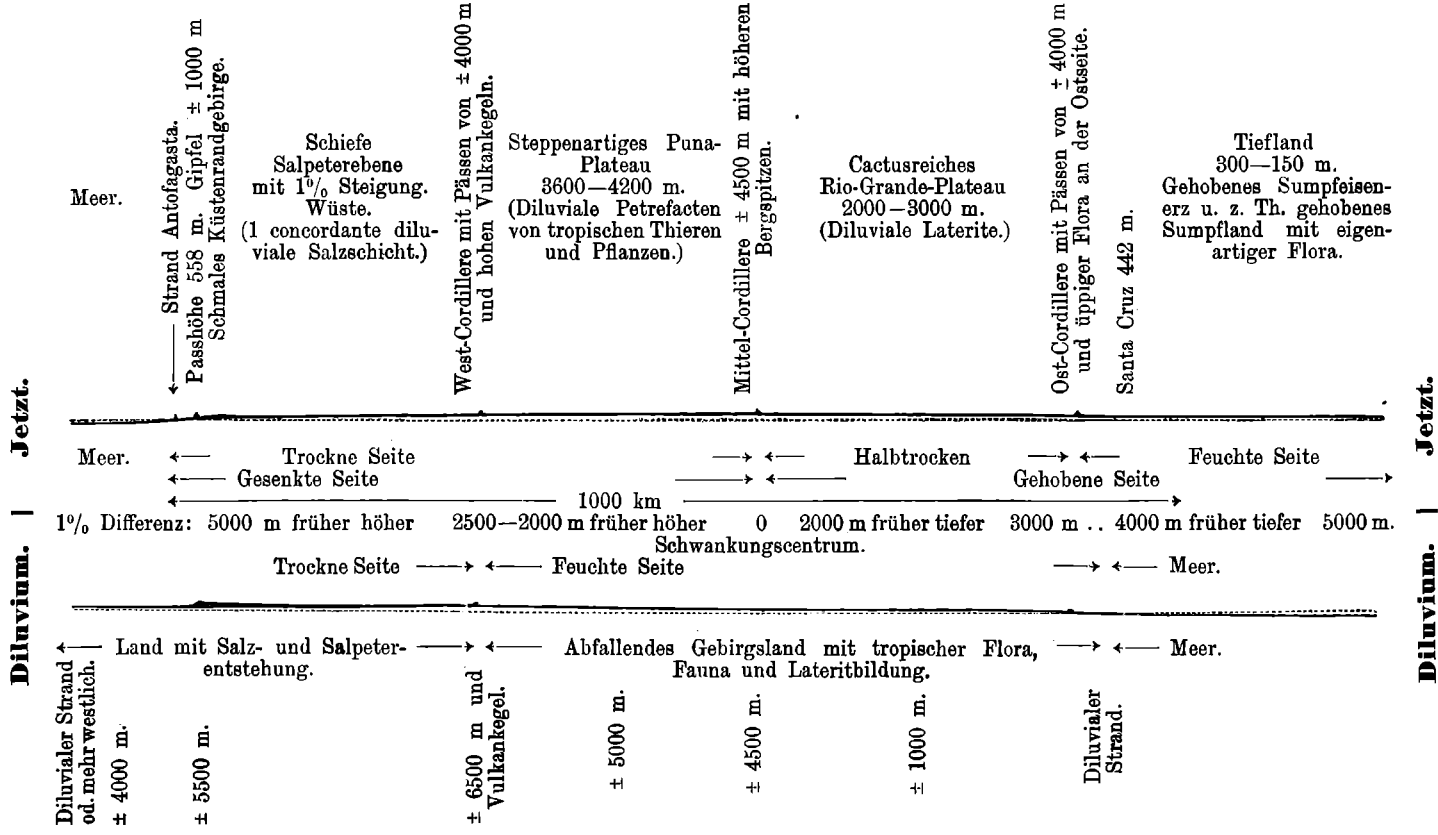 Meer.
Strand Antofagasta.
Passhöhe 558 m. Gipfel ± 1000 m
Schmales Küstenrandgebirge.
Schiefe
Salpeterebene
mit 1% Steigung.
Wüste.
(1 concordante dilu-
viale Salzschicht.)
West-Cordillere mit Pässen von ± 4000 m
und hohen Vulkankegeln.
Steppenartiges Puna-
Plateau
3600—4200 m.
(Diluviale Petrefacten
von tropischen Thieren
und Pflanzen.)
Mittel-Cordillere ± 4500 m mit höheren
Bergspitzen.
Cactusreiches
Rio-Grande-Plateau
2000—3000 m.
(Diluviale Laterite.)
Ost-Cordillere mit Pässen von ± 4000 m
und üppiger Flora an der Ostseite.
Santa Cruz 442 m.
Tiefland
300—150 m.
Gehobenes Sumpfeisen-
erz u. z. Th. gehobenes
Sumpfland mit eigen-
artiger Flora.
Jetzt.
Jetzt.
Meer. Trockne Seite Halbtrocken Feuchte Seite
Gesenkte Seite Gehobene Seite
1000 km
1% Differenz: 5000 m früher höher 2500—2000 m früher höher 0 2000 m früher tiefer 3000 m . . 4000 m früher tiefer 5000 m.
Schwankungscentrum.
Trockne Seite Feuchte Seite Meer.
Diluvium.
Diluvium.
Land mit Salz- und Salpeter-
entstehung.
Abfallendes Gebirgsland mit tropischer Flora,
Fauna und Lateritbildung.
Meer.
Diluvialer Strand
od. mehr westlich.
± 4000 m.
± 5500 m.
± 6500 m und
Vulkankegel.
± 5000 m.
± 4500 m.
± 1000 m.
Diluvialer
Strand.